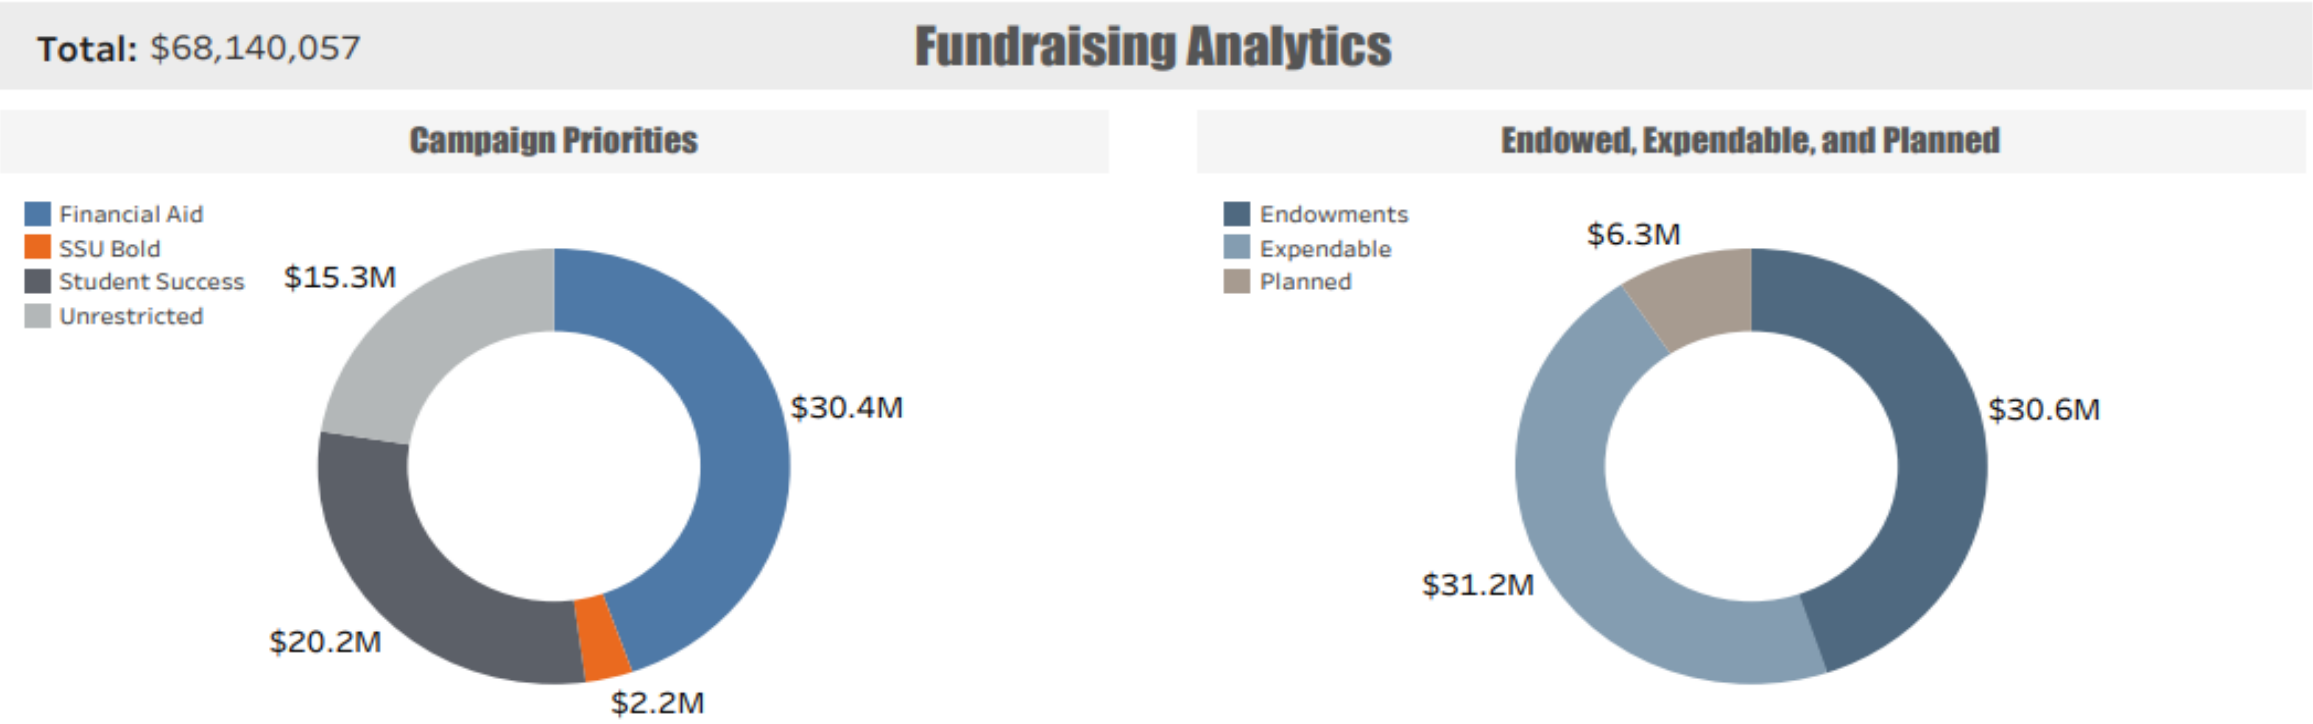 Total: $68,140,057
Fundraising Analytics
Campaign Priorities
Financial Aid
SSU Bold
Student Success
Unrestricted
$15.3M
$30.4M
$20.2M
$2.2M
Endowed, Expendable, and Planned
Endowments
Expendable
Planned
$6.3M
$30.6M
$31.2M